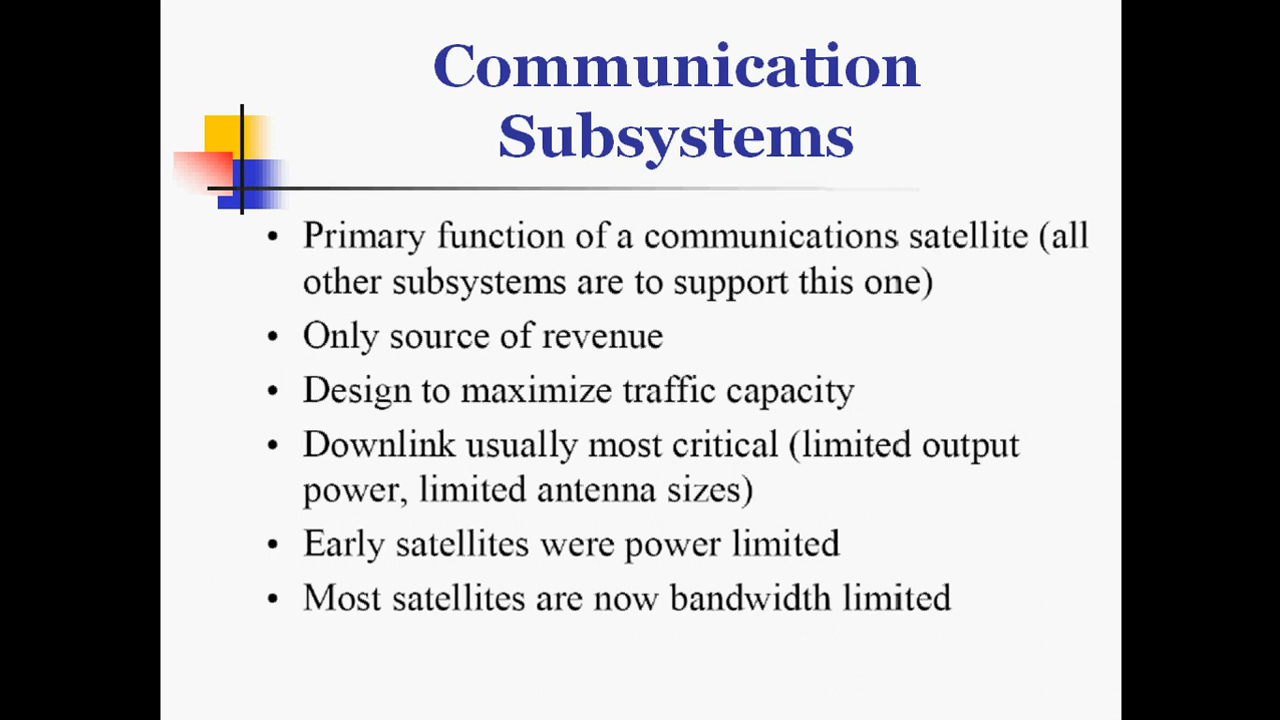 Communication
Subsystems
• Primary function of a communications satellite (all
other subsystems are to support this one)
• Only source of revenue
• Design to maximize traffic capacity
• Downlink usually most critical (limited output
power, limited antenna sizes)
• Early satellites were power limited
• Most satellites are now bandwidth limited